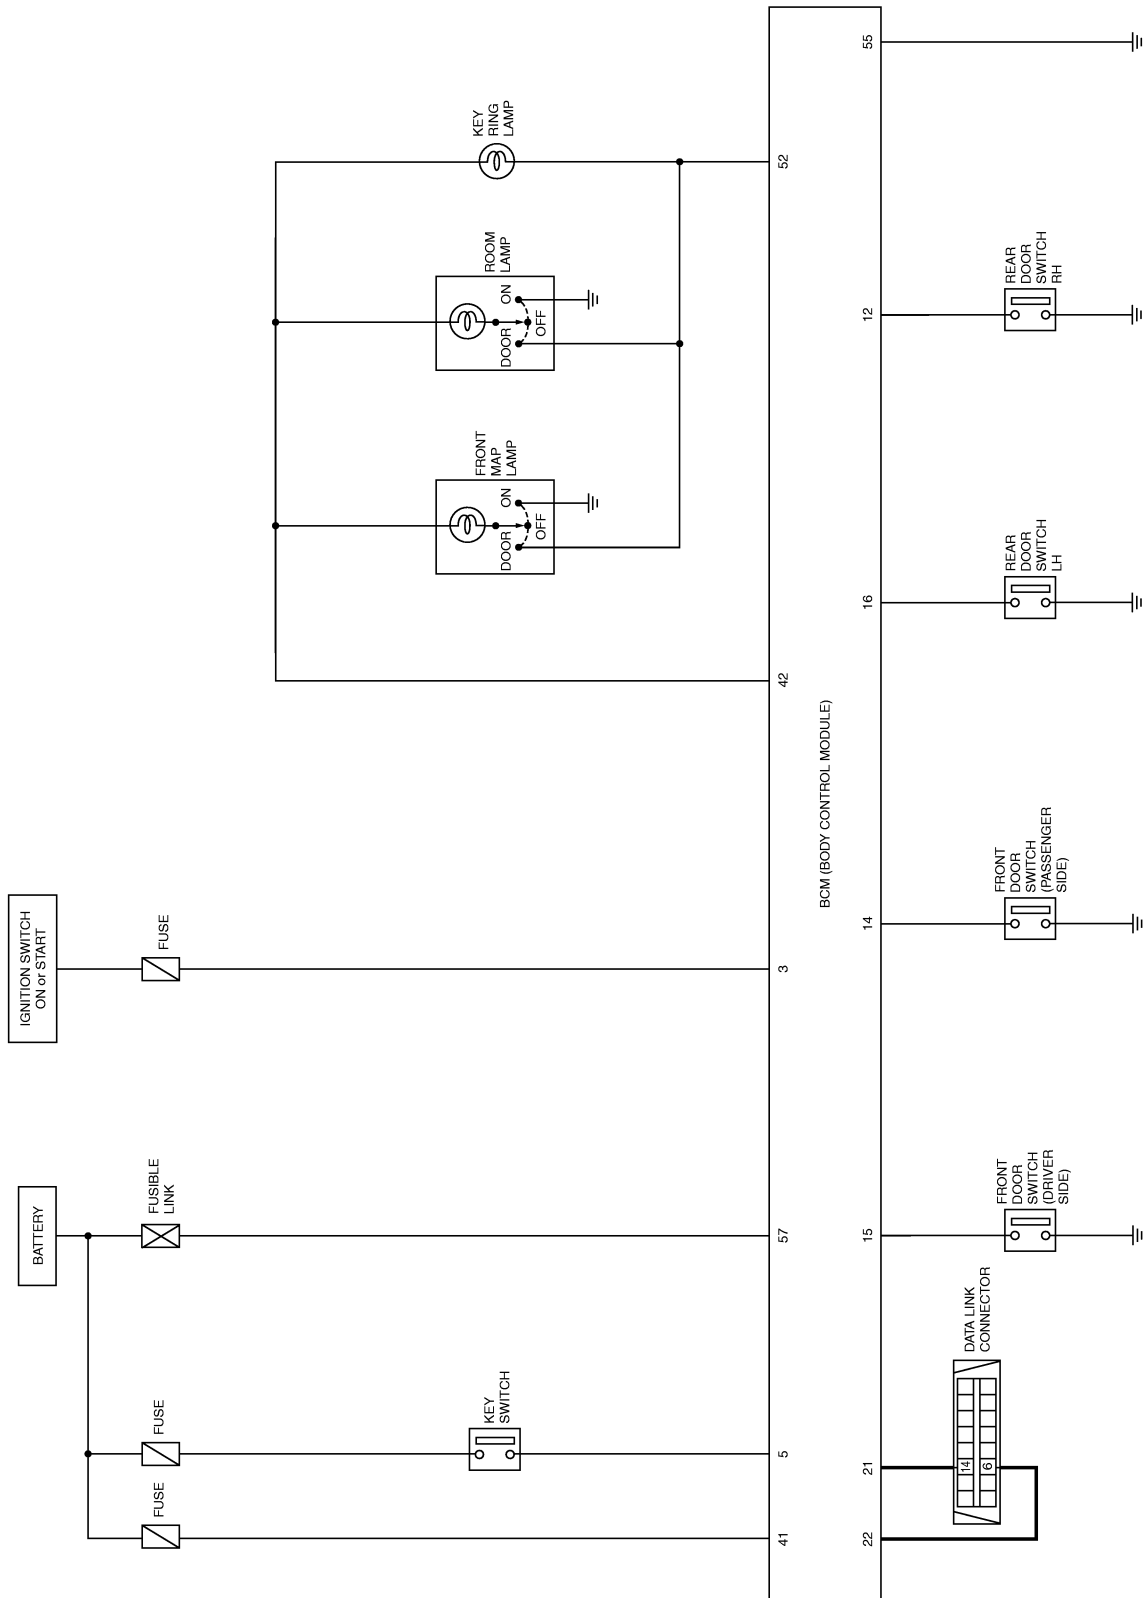 BATTERY
IGNITION SWITCH
ON or START
FUSE
FUSE
FUSIBLE
LINK
FUSE
KEY
SWITCH
FRONT
MAP
LAMP
ROOM
LAMP
KEY
RING
LAMP
DOOR
ON
OFF
DOOR
ON
OFF
41
5
57
3
42
52
BCM (BODY CONTROL MODULE)
22
21
15
14
16
12
55
14
6
DATA LINK
CONNECTOR
FRONT
DOOR
SWITCH
(DRIVER
SIDE)
FRONT
DOOR
SWITCH
(PASSENGER
SIDE)
REAR
DOOR
SWITCH
LH
REAR
DOOR
SWITCH
RH